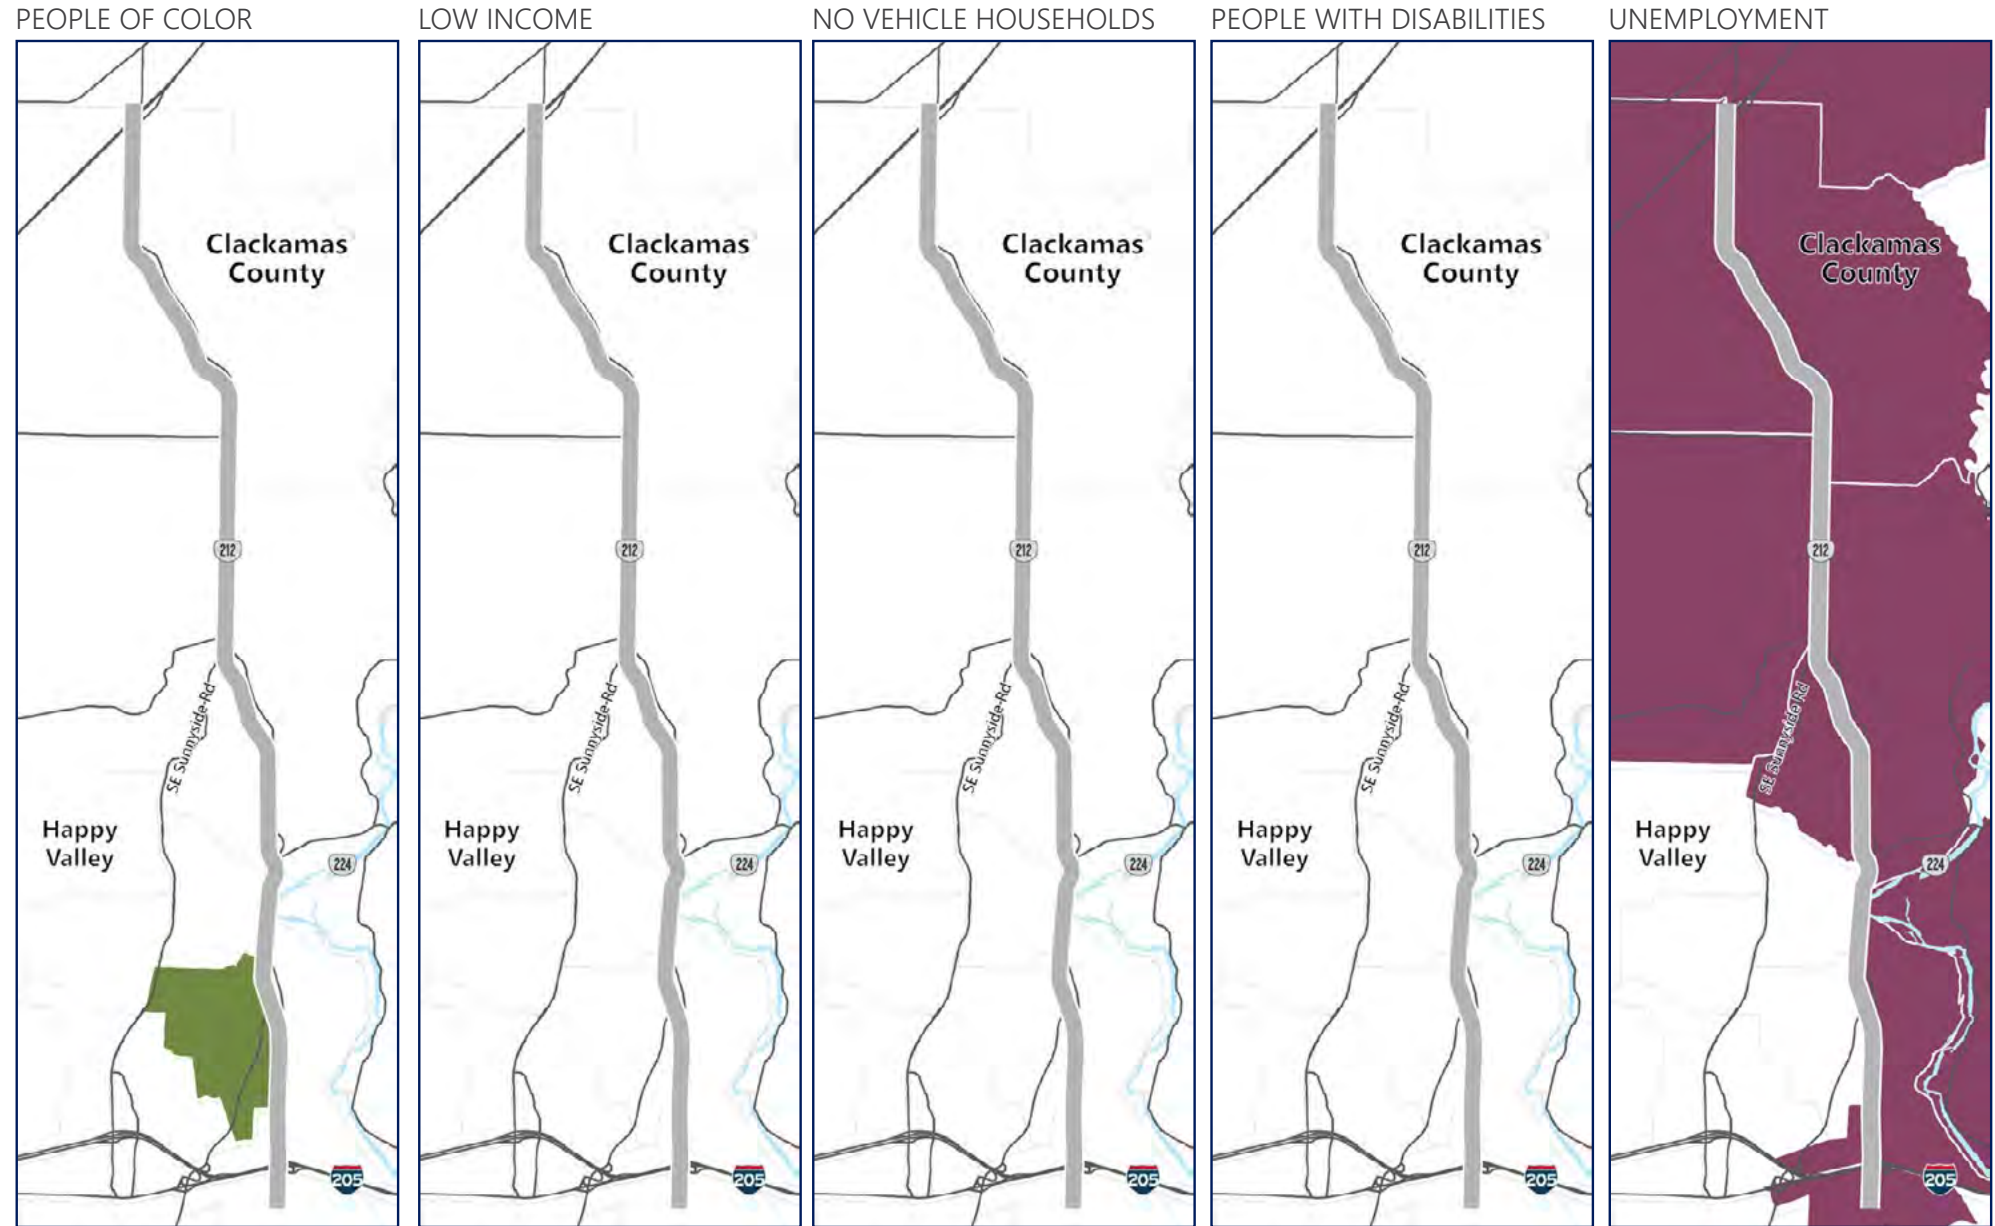 PEOPLE OF COLOR
Clackamas
County
212
SE Sunnyside Rd
Happy
Valley
224
205
LOW INCOME
Clackamas
County
212
SE Sunnyside Rd
Happy
Valley
224
205
NO VEHICLE HOUSEHOLDS
Clackamas
County
212
SE Sunnyside Rd
Happy
Valley
224
205
PEOPLE WITH DISABILITIES
Clackamas
County
212
SE Sunnyside Rd
Happy
Valley
224
205
UNEMPLOYMENT
Clackamas
County
212
SE Sunnyside Rd
Happy
Valley
224
205